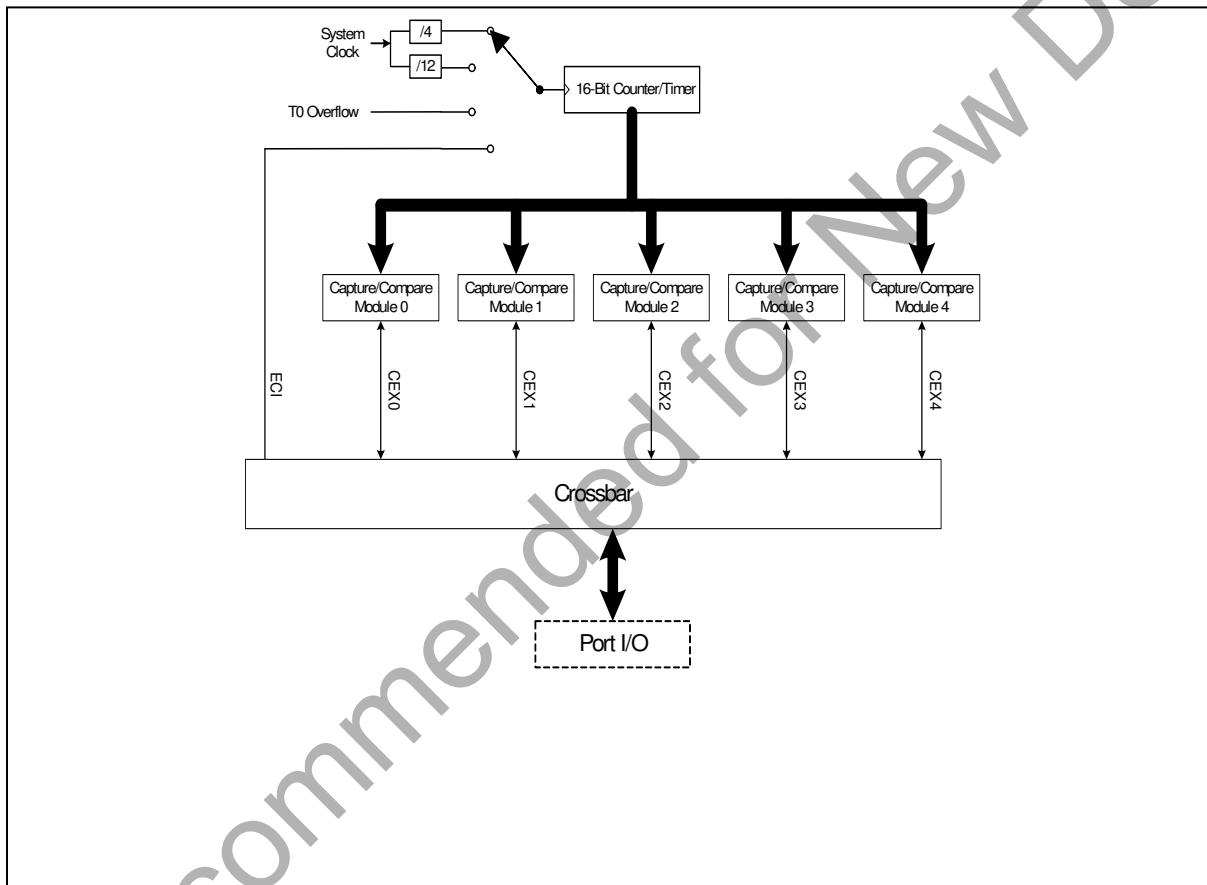 System
Clock
/4
/12
T0 Overflow
16-Bit Counter/Timer
Capture/Compare
Module 0
Capture/Compare
Module 1
Capture/Compare
Module 2
Capture/Compare
Module 3
Capture/Compare
Module 4
ECI
CEX0
CEX1
CEX2
CEX3
CEX4
Crossbar
Port I/O
commended for New De